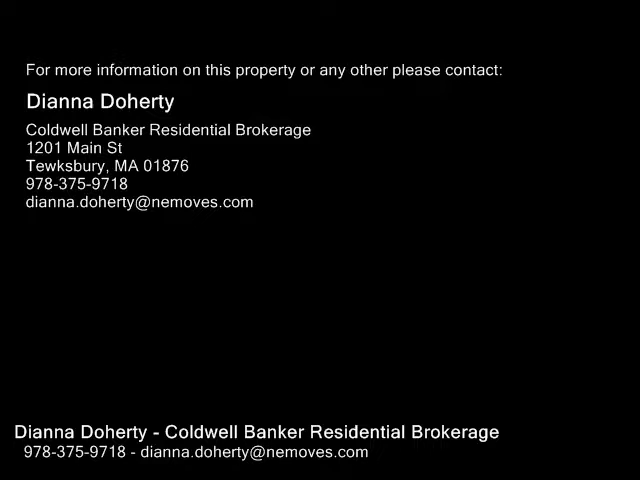 For more information on this property or any other please contact:
Dianna Doherty
Coldwell Banker Residential Brokerage
1201 Main St
Tewksbury, MA 01876
978-375-9718
dianna.doherty@nemoves.com
Dianna Doherty - Coldwell Banker Residential Brokerage
978-375-9718 - dianna.doherty@nemoves.com